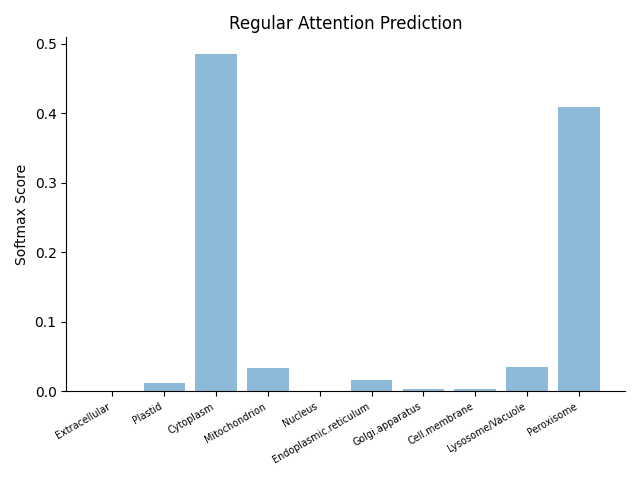 Regular Attention Prediction
Softmax Score
0.5
0.4
0.3
0.2
0.1
0.0
Extracellular
Plastid
Cytoplasm
Mitochondrion
Nucleus
Endoplasmic.reticulum
Golgi.apparatus
Cell.membrane
Lysosome/Vacuole
Peroxisome